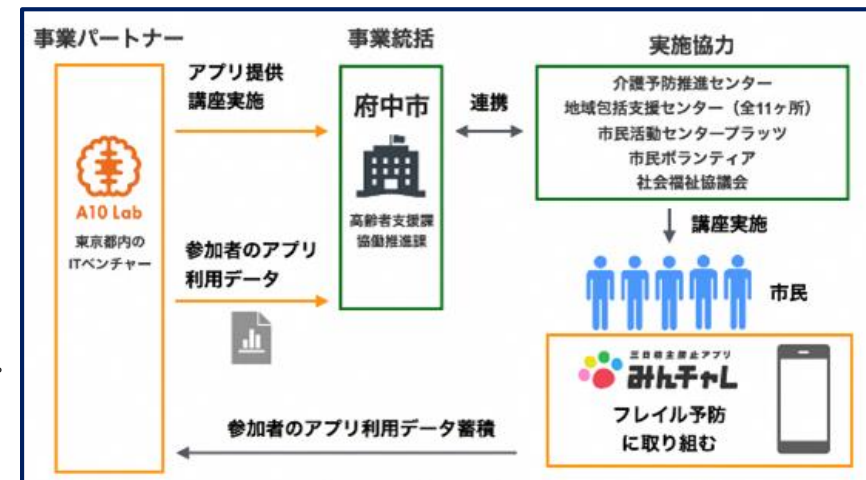 事業パートナー
事業統括
実施協力
アプリ提供
講座実施
A10 Lab
東京都内の
ITベンチャー
参加者のアプリ
利用データ
府中市
高齢者支援課
協働推進課
連携
介護予防推進センター
地域包括支援センター（全11ヶ所）
市民活動センタープラッツ
市民ボランティア
社会福祉協議会
講座実施
市民
三日坊主防止アプリ
みんチャレ
フレイル予防
に取り組む
参加者のアプリ利用データ蓄積